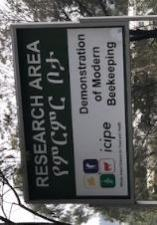 RESEARCH AREA
የምርምር ቦታ
Demonstration
of Modern
Beekeeping
icipe